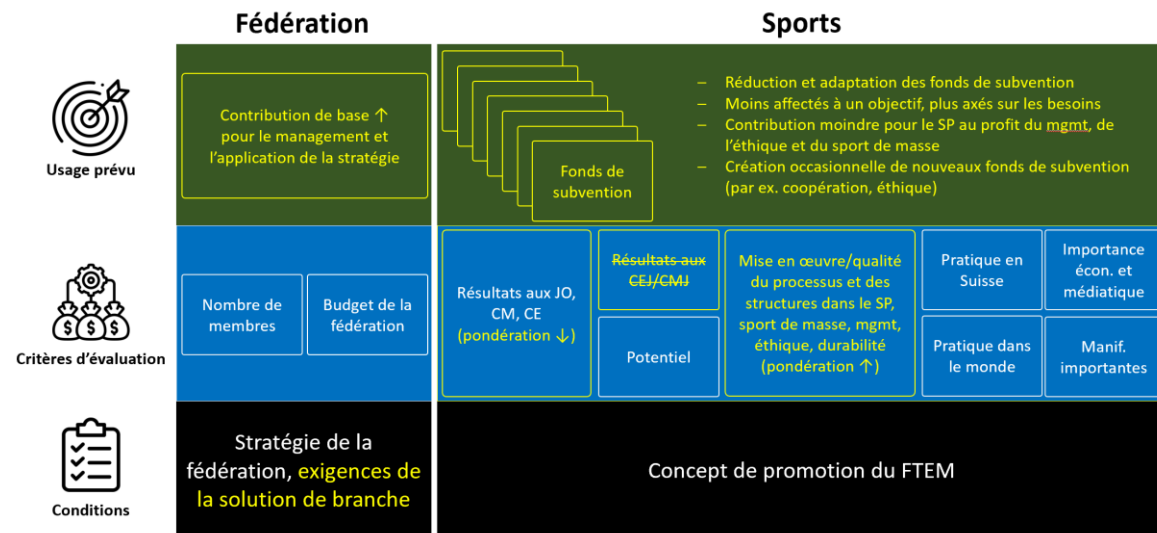 Fédération
Sports
Usage prévu
Contribution de base ↑
pour le management et
l'application de la stratégie
Fonds de
subvention
– Réduction et adaptation des fonds de subvention
– Moins affectés à un objectif, plus axés sur les besoins
– Contribution moindre pour le SP au profit du mgmt, de
l'éthique et du sport de masse
– Création occasionnelle de nouveaux fonds de subvention
(par ex. coopération, éthique)
Critères d'évaluation
Nombre de
membres
Budget de la
fédération
Résultats aux JO,
CM, CE
(pondération ↓)
Résultats aux
CEJ/CMJ
Potentiel
Mise en œuvre/qualité
du processus et des
structures dans le SP,
sport de masse, mgmt,
éthique, durabilité
(pondération ↑)
Pratique en
Suisse
Pratique dans
le monde
Importance
écon. et
médiatique
Manif.
importantes
Conditions
Stratégie de la
fédération, exigences de
la solution de branche
Concept de promotion du FTEM